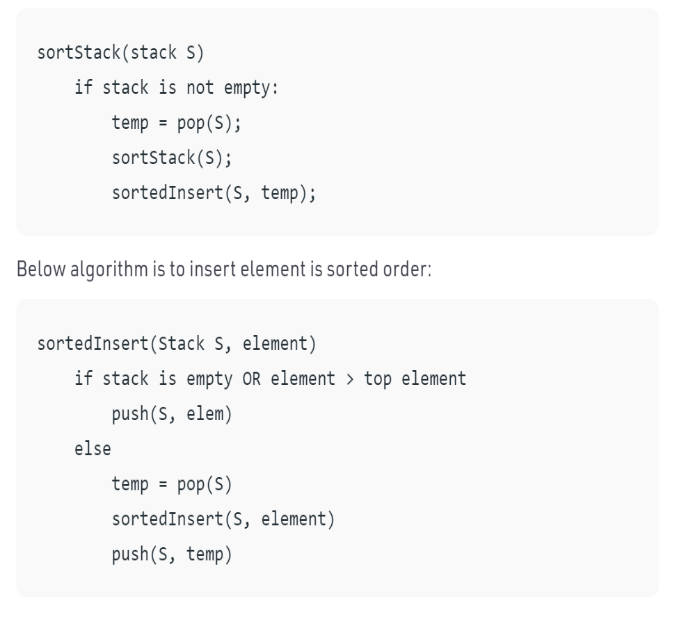 sortStack(stack S)
if stack is not empty:
temp = pop(S);
sortStack(S);
sortedInsert(S, temp);
Below algorithm is to insert element is sorted order:
sortedInsert(Stack S, element)
if stack is empty OR element > top element
push(S, elem)
else
temp = pop(S)
sortedInsert(S, element)
push(S, temp)